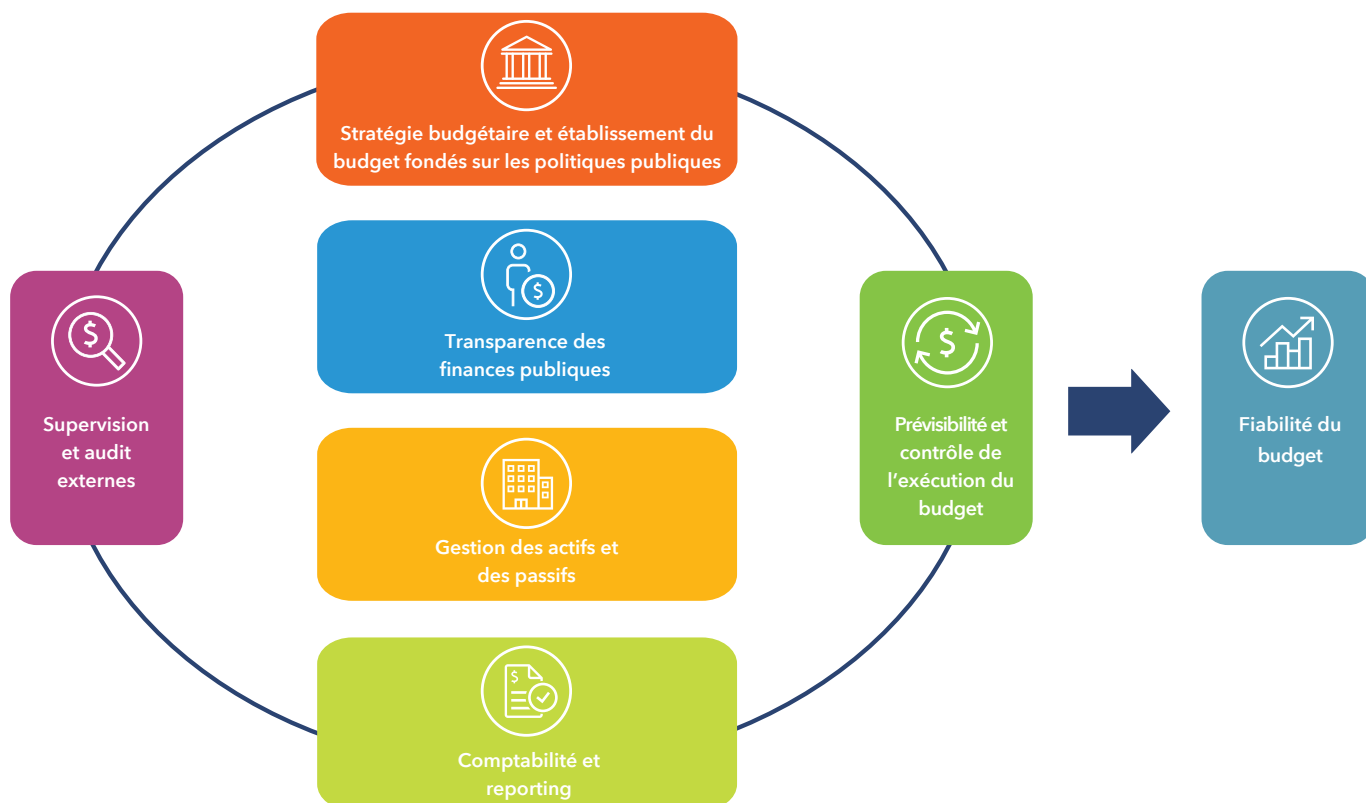 Stratégie budgétaire et établissement du
budget fondés sur les politiques publiques
$
Transparence des
finances publiques
$
Supervision
et audit
externes
$
Prévisibilité et
contrôle de
l'exécution du
budget
Fiabilité du
budget
Gestion des actifs et
des passifs
$
Comptabilité et
reporting